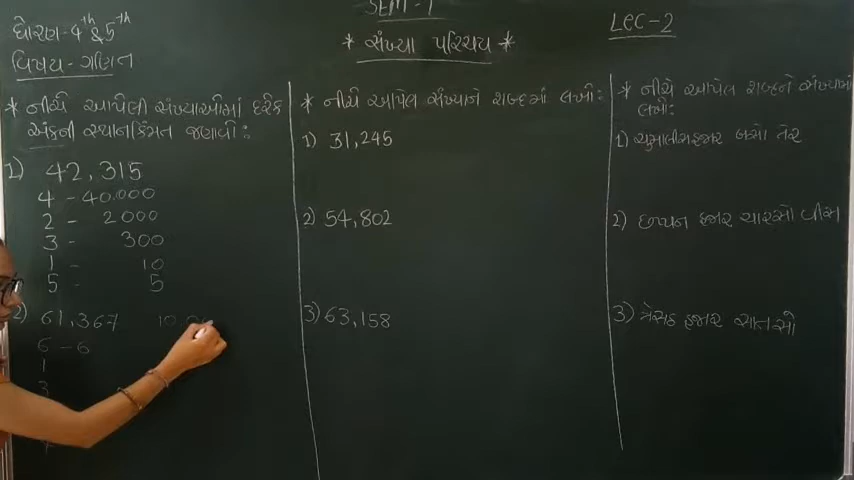 ધોરણ-4th & 5th
વિષય-ગણિત
SEM-1
* સંખ્યા પરિચય *
LEC-2
* નીચે આપેલી સંખ્યાઓમાં દરેક
અંકની સ્થાનકિંમત જણાવો :
1) 42,315
4 - 40,000
2 - 2000
3 - 300
1 - 10
5 - 5
2) 61,367
6 - 6
1
3
* નીચે આપેલ સંખ્યાને શબ્દમાં લખો :
1) 31,245
2) 54,802
3) 63,158
* નીચે આપેલ શબ્દને સંખ્યામાં
લખો :
1) ચુમાલીસ હજાર બસો તેર
2) છપ્પન હજાર ચારસો વીસ
3) ત્રેસઠ હજાર સાતસો